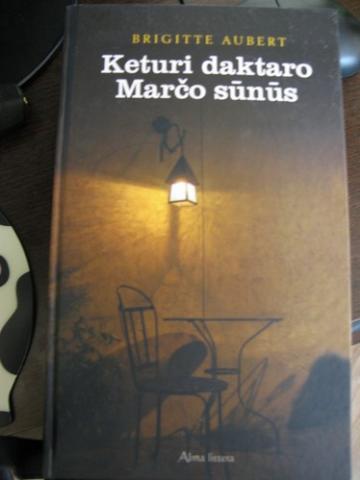 BRIGITTE AUBERT
Keturi daktaro
Marčo sūnūs
Alma littera